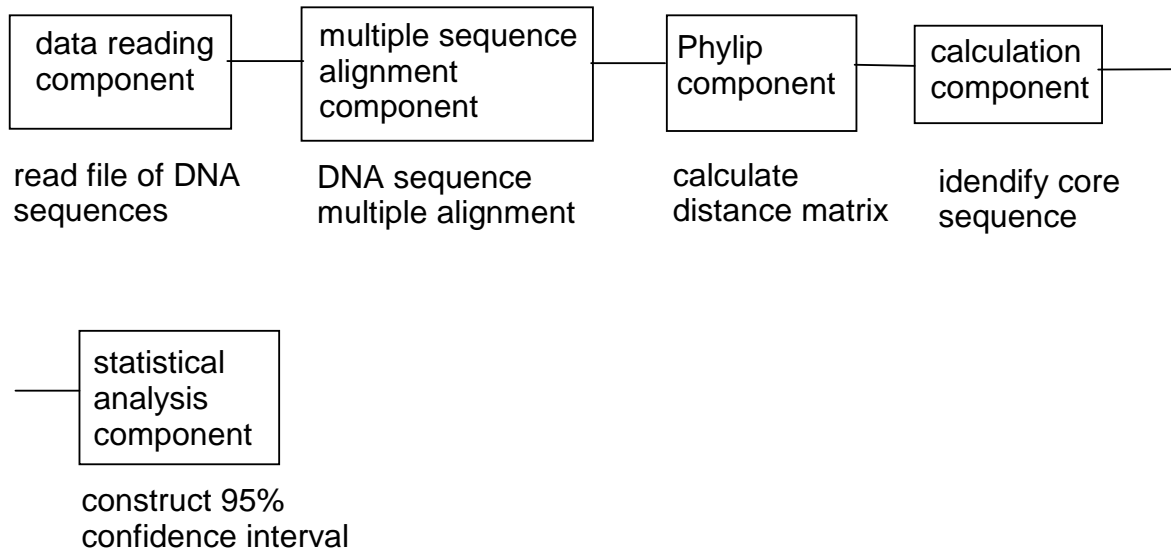 data reading
component
multiple sequence
alignment
component
Phylip
component
calculation
component
read file of DNA
sequences
DNA sequence
multiple alignment
calculate
distance matrix
idendify core
sequence
statistical
analysis
component
construct 95%
confidence interval